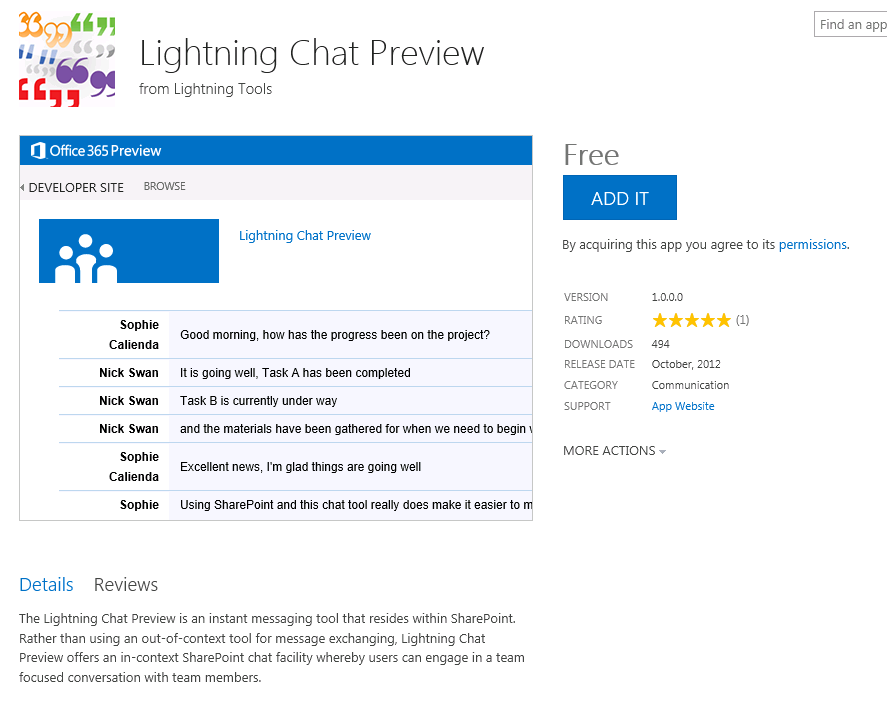 Find an app
Lightning Chat Preview
from Lightning Tools
Office 365 Preview
DEVELOPER SITE BROWSE
Lightning Chat Preview
Sophie
Calienda
Good morning, how has the progress been on the project?
Nick Swan It is going well, Task A has been completed
Nick Swan Task B is currently under way
Nick Swan and the materials have been gathered for when we need to begin
Sophie
Calienda
Excellent news, I'm glad things are going well
Sophie Using SharePoint and this chat tool really does make it easier to m
Free
ADD IT
By acquiring this app you agree to its permissions.
VERSION 1.0.0.0
RATING (1)
DOWNLOADS 494
RELEASE DATE October, 2012
CATEGORY Communication
SUPPORT App Website
MORE ACTIONS
Details Reviews
The Lightning Chat Preview is an instant messaging tool that resides within SharePoint.
Rather than using an out-of-context tool for message exchanging, Lightning Chat
Preview offers an in-context SharePoint chat facility whereby users can engage in a team
focused conversation with team members.